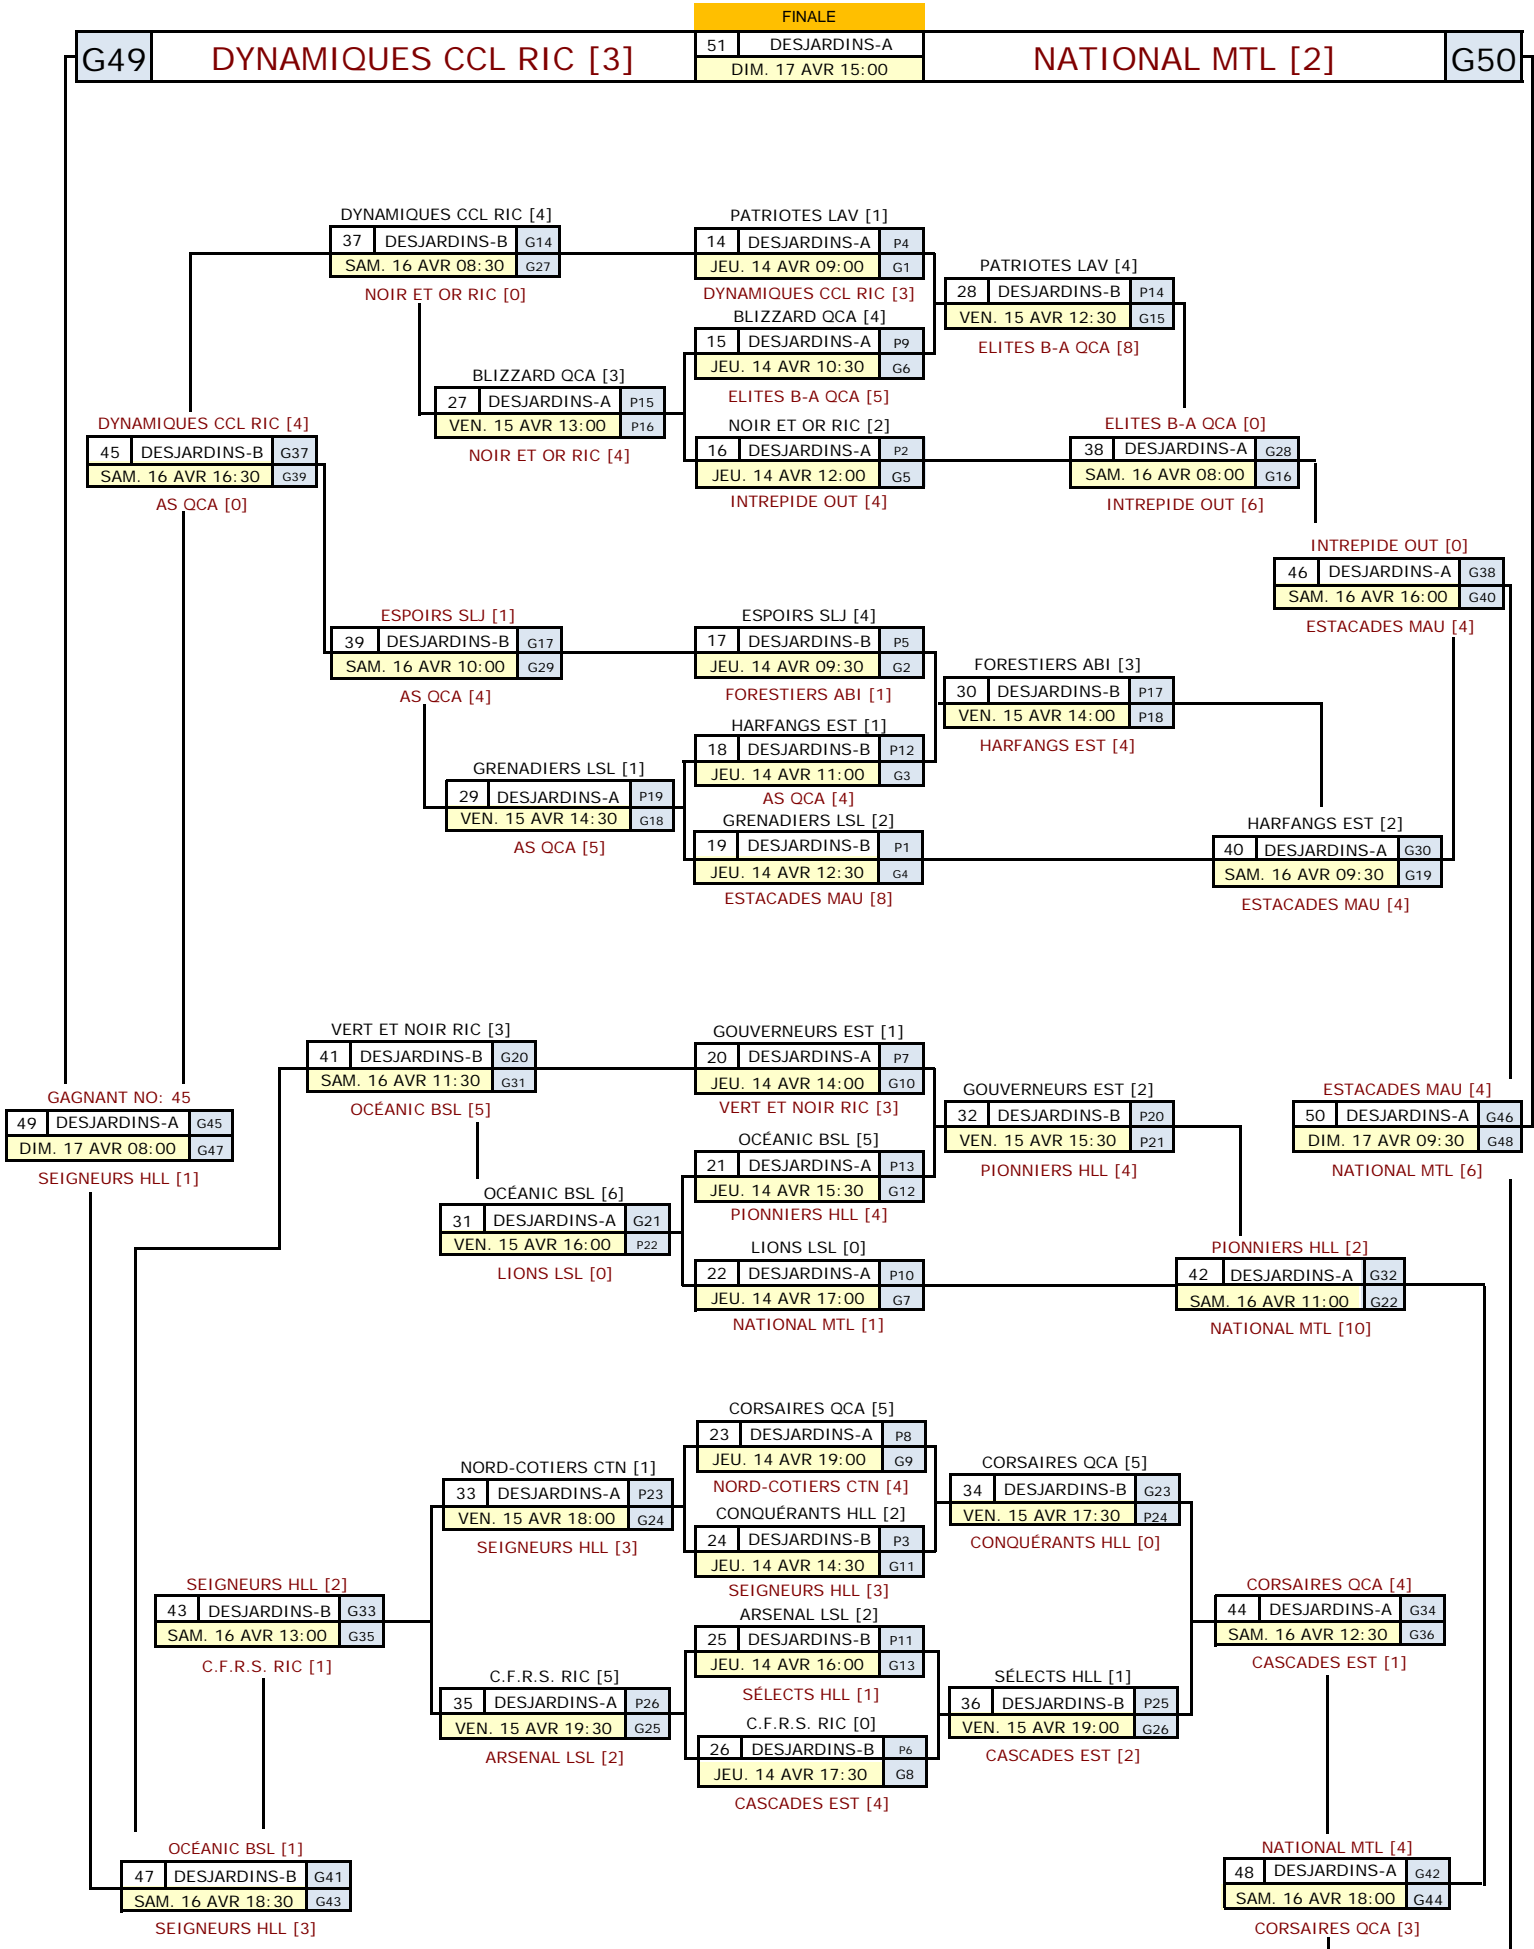 FINALE
G49 DYNAMIQUES CCL RIC [3] 51 DESJARDINS-A NATIONAL MTL [2] G50
DIM. 17 AVR 15:00
DYNAMIQUES CCL RIC [4]
37 DESJARDINS-B G14
SAM. 16 AVR 08:30 G27
NOIR ET OR RIC [0]
PATRIOTES LAV [1]
14 DESJARDINS-A P4
JEU. 14 AVR 09:00 G1
DYNAMIQUES CCL RIC [3]
BLIZZARD QCA [4]
15 DESJARDINS-A P9
JEU. 14 AVR 10:30 G6
ELITES B-A QCA [5]
PATRIOTES LAV [4]
28 DESJARDINS-B P14
VEN. 15 AVR 12:30 G15
ELITES B-A QCA [8]
BLIZZARD QCA [3]
27 DESJARDINS-A P15
VEN. 15 AVR 13:00 P16
NOIR ET OR RIC [4]
NOIR ET OR RIC [2]
16 DESJARDINS-A P2
JEU. 14 AVR 12:00 G5
INTREPIDE OUT [4]
DYNAMIQUES CCL RIC [4]
45 DESJARDINS-B G37
SAM. 16 AVR 16:30 G39
AS QCA [0]
ELITES B-A QCA [0]
38 DESJARDINS-A G28
SAM. 16 AVR 08:00 G16
INTREPIDE OUT [6]
INTREPIDE OUT [0]
46 DESJARDINS-A G38
SAM. 16 AVR 16:00 G40
ESTACADES MAU [4]
ESPOIRS SLJ [1]
39 DESJARDINS-B G17
SAM. 16 AVR 10:00 G29
AS QCA [4]
ESPOIRS SLJ [4]
17 DESJARDINS-B P5
JEU. 14 AVR 09:30 G2
FORESTIERS ABI [1]
FORESTIERS ABI [3]
30 DESJARDINS-B P17
VEN. 15 AVR 14:00 P18
HARFANGS EST [4]
HARFANGS EST [1]
18 DESJARDINS-B P12
JEU. 14 AVR 11:00 G3
AS QCA [4]
GRENADIERS LSL [1]
29 DESJARDINS-A P19
VEN. 15 AVR 14:30 G18
AS QCA [5]
GRENADIERS LSL [2]
19 DESJARDINS-B P1
JEU. 14 AVR 12:30 G4
ESTACADES MAU [8]
HARFANGS EST [2]
40 DESJARDINS-A G30
SAM. 16 AVR 09:30 G19
ESTACADES MAU [4]
VERT ET NOIR RIC [3]
41 DESJARDINS-B G20
SAM. 16 AVR 11:30 G31
OCÉANIC BSL [5]
GOUVERNEURS EST [1]
20 DESJARDINS-A P7
JEU. 14 AVR 14:00 G10
VERT ET NOIR RIC [3]
GAGNANT NO: 45
49 DESJARDINS-A G45
DIM. 17 AVR 08:00 G47
SEIGNEURS HLL [1]
GOUVERNEURS EST [2]
32 DESJARDINS-B P20
VEN. 15 AVR 15:30 P21
PIONNIERS HLL [4]
ESTACADES MAU [4]
50 DESJARDINS-A G46
DIM. 17 AVR 09:30 G48
NATIONAL MTL [6]
OCÉANIC BSL [5]
21 DESJARDINS-A P13
JEU. 14 AVR 15:30 G12
PIONNIERS HLL [4]
OCÉANIC BSL [6]
31 DESJARDINS-A G21
VEN. 15 AVR 16:00 P22
LIONS LSL [0]
LIONS LSL [0]
22 DESJARDINS-A P10
JEU. 14 AVR 17:00 G7
NATIONAL MTL [1]
PIONNIERS HLL [2]
42 DESJARDINS-A G32
SAM. 16 AVR 11:00 G22
NATIONAL MTL [10]
CORSAIRES QCA [5]
23 DESJARDINS-A P8
JEU. 14 AVR 19:00 G9
NORD-COTIERS CTN [4]
NORD-COTIERS CTN [1]
33 DESJARDINS-A P23
VEN. 15 AVR 18:00 G24
SEIGNEURS HLL [3]
CONQUÉRANTS HLL [2]
24 DESJARDINS-B P3
JEU. 14 AVR 14:30 G11
SEIGNEURS HLL [3]
CORSAIRES QCA [5]
34 DESJARDINS-B G23
VEN. 15 AVR 17:30 P24
CONQUÉRANTS HLL [0]
SEIGNEURS HLL [2]
43 DESJARDINS-B G33
SAM. 16 AVR 13:00 G35
C.F.R.S. RIC [1]
ARSENAL LSL [2]
25 DESJARDINS-B P11
JEU. 14 AVR 16:00 G13
SÉLECTS HLL [1]
CORSAIRES QCA [4]
44 DESJARDINS-A G34
SAM. 16 AVR 12:30 G36
CASCADES EST [1]
C.F.R.S. RIC [5]
35 DESJARDINS-A P26
VEN. 15 AVR 19:30 G25
ARSENAL LSL [2]
C.F.R.S. RIC [0]
26 DESJARDINS-B P6
JEU. 14 AVR 17:30 G8
CASCADES EST [4]
SÉLECTS HLL [1]
36 DESJARDINS-B P25
VEN. 15 AVR 19:00 G26
CASCADES EST [2]
OCÉANIC BSL [1]
47 DESJARDINS-B G41
SAM. 16 AVR 18:30 G43
SEIGNEURS HLL [3]
NATIONAL MTL [4]
48 DESJARDINS-A G42
SAM. 16 AVR 18:00 G44
CORSAIRES QCA [3]